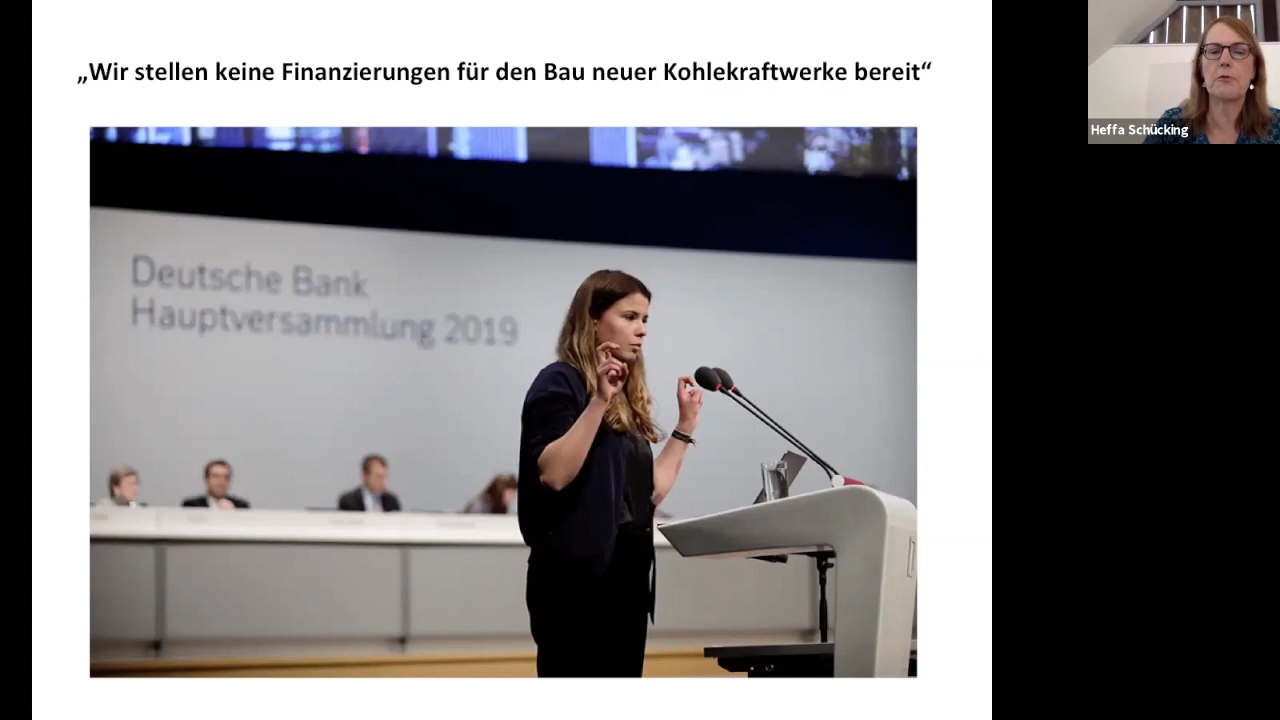 „Wir stellen keine Finanzierungen für den Bau neuer Kohlekraftwerke bereit“
Heffa Schücking
Deutsche Bank
Hauptversammlung 2019